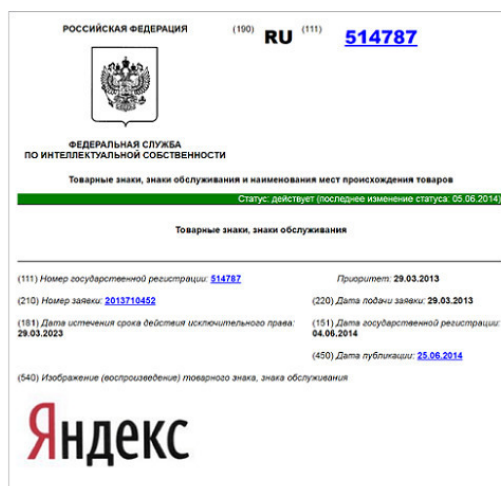 РОССИЙСКАЯ ФЕДЕРАЦИЯ
(190) RU (111) 514787
ФЕДЕРАЛЬНАЯ СЛУЖБА
ПО ИНТЕЛЛЕКТУАЛЬНОЙ СОБСТВЕННОСТИ
Товарные знаки, знаки обслуживания и наименования мест происхождения товаров
Статус: действует (последнее изменение статуса: 05.06.2014)
Товарные знаки, знаки обслуживания
(111) Номер государственной регистрации: 514787
Приоритет: 29.03.2013
(210) Номер заявки: 2013710452
(220) Дата подачи заявки: 29.03.2013
(181) Дата истечения срока действия исключительного права:
29.03.2023
(151) Дата государственной регистрации:
04.06.2014
(450) Дата публикации: 25.06.2014
(540) Изображение (воспроизведение) товарного знака, знака обслуживания
Яндекс